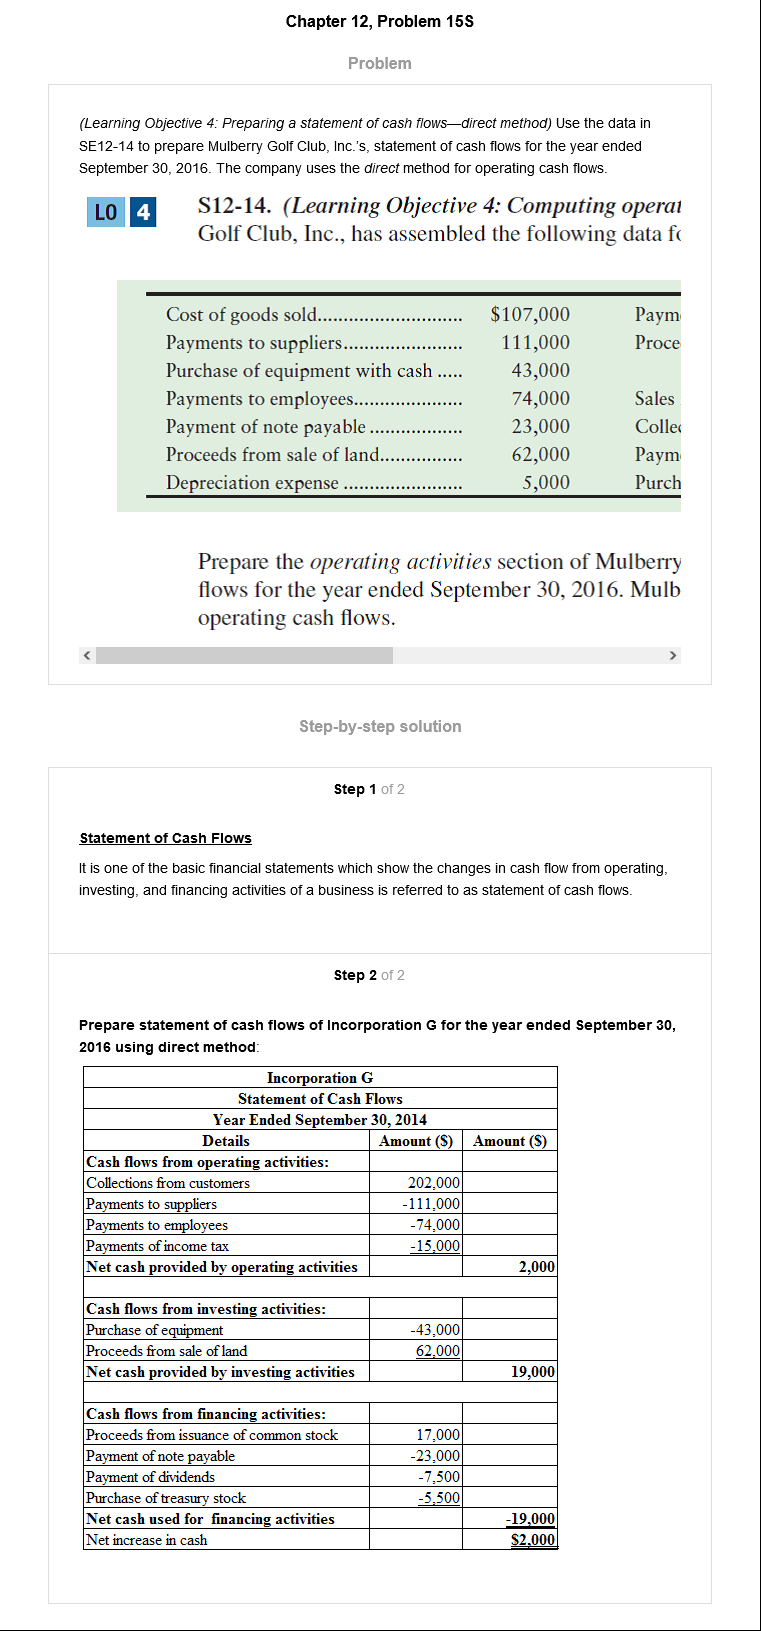 Chapter 12, Problem 15S
Problem
(Learning Objective 4: Preparing a statement of cash flows—direct method) Use the data in
SE12-14 to prepare Mulberry Golf Club, Inc.'s, statement of cash flows for the year ended
September 30, 2016. The company uses the direct method for operating cash flows.
LO 4 S12-14. (Learning Objective 4: Computing operat
Golf Club, Inc., has assembled the following data fo
Cost of goods sold............................ $107,000 Paym
Payments to suppliers....................... 111,000 Proce
Purchase of equipment with cash ..... 43,000
Payments to employees..................... 74,000 Sales
Payment of note payable .................. 23,000 Collec
Proceeds from sale of land................ 62,000 Paym
Depreciation expense ....................... 5,000 Purch
Prepare the operating activities section of Mulberry
flows for the year ended September 30, 2016. Mulb
operating cash flows.
Step-by-step solution
Step 1 of 2
Statement of Cash Flows
It is one of the basic financial statements which show the changes in cash flow from operating,
investing, and financing activities of a business is referred to as statement of cash flows.
Step 2 of 2
Prepare statement of cash flows of Incorporation G for the year ended September 30,
2016 using direct method:
Incorporation G
Statement of Cash Flows
Year Ended September 30, 2014
Details Amount ($) Amount ($)
Cash flows from operating activities:
Collections from customers 202,000
Payments to suppliers -111,000
Payments to employees -74,000
Payments of income tax -15,000
Net cash provided by operating activities 2,000
Cash flows from investing activities:
Purchase of equipment -43,000
Proceeds from sale of land 62,000
Net cash provided by investing activities 19,000
Cash flows from financing activities:
Proceeds from issuance of common stock 17,000
Payment of note payable -23,000
Payment of dividends -7,500
Purchase of treasury stock -5,500
Net cash used for financing activities -19,000
Net increase in cash $2,000